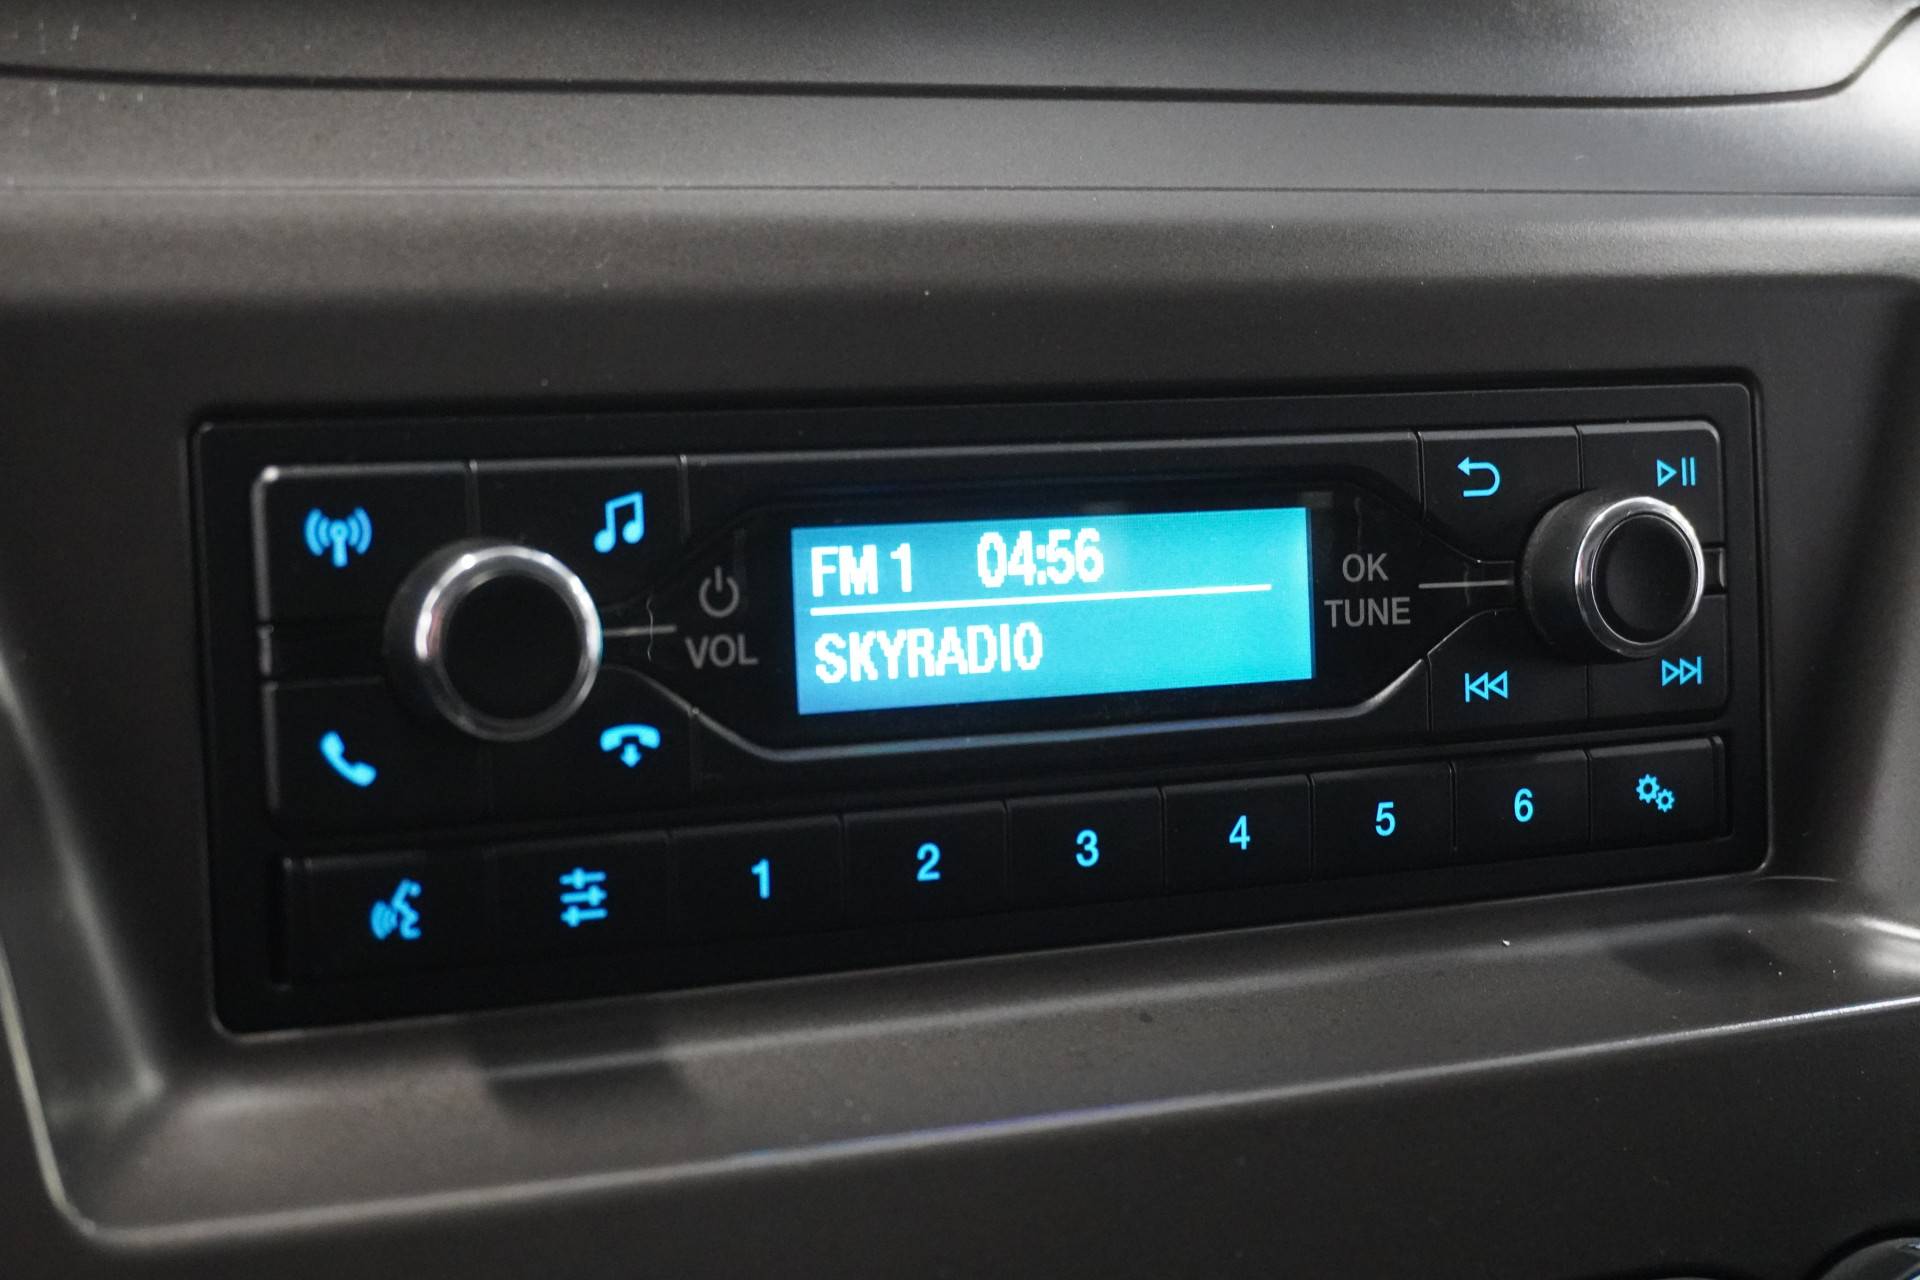 FM 1 04:56
SKYRADIO
VOL
OK
TUNE
1 2 3 4 5 6